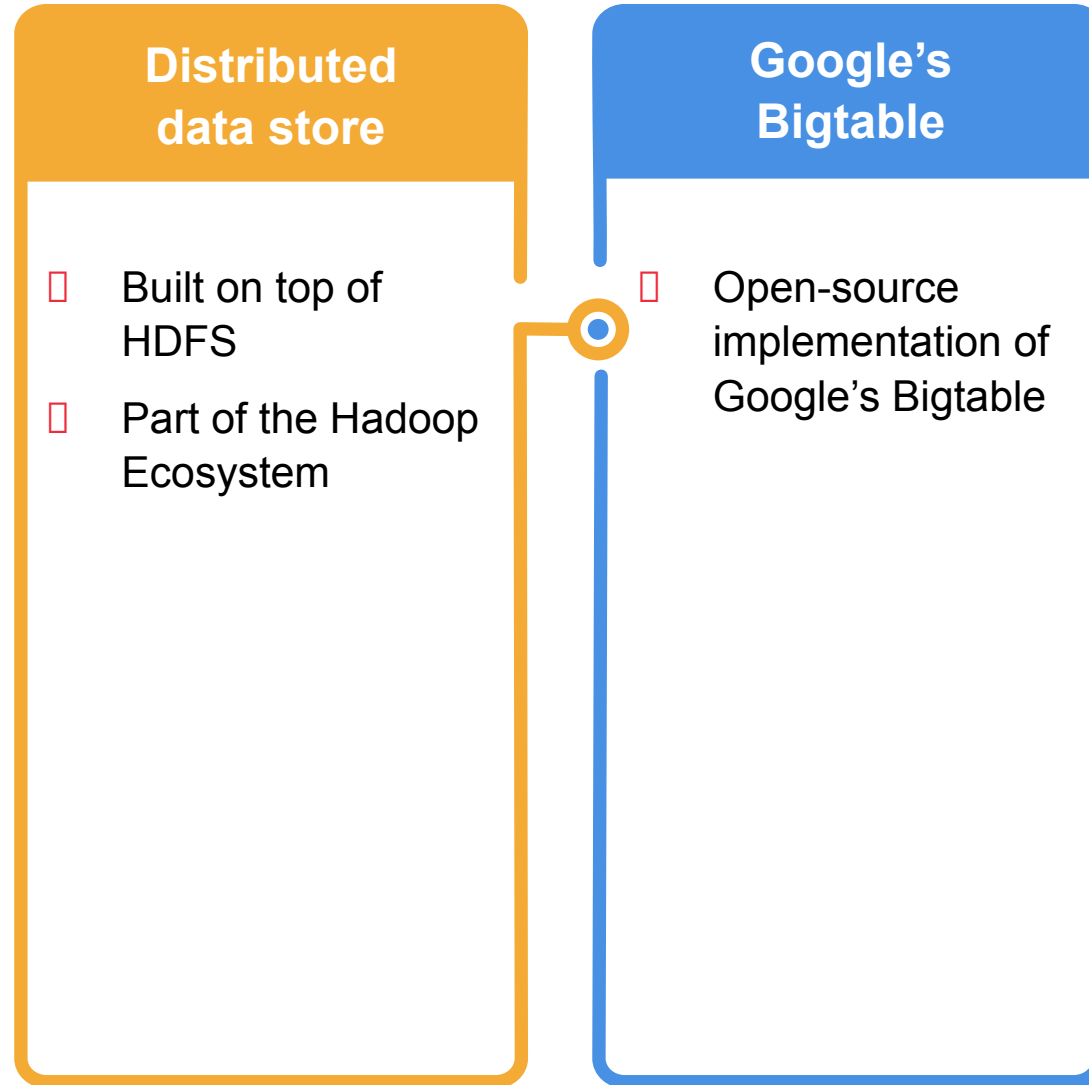 Distributed
data store
Built on top of
HDFS
Part of the Hadoop
Ecosystem
Google’s
Bigtable
Open-source
implementation of
Google’s Bigtable